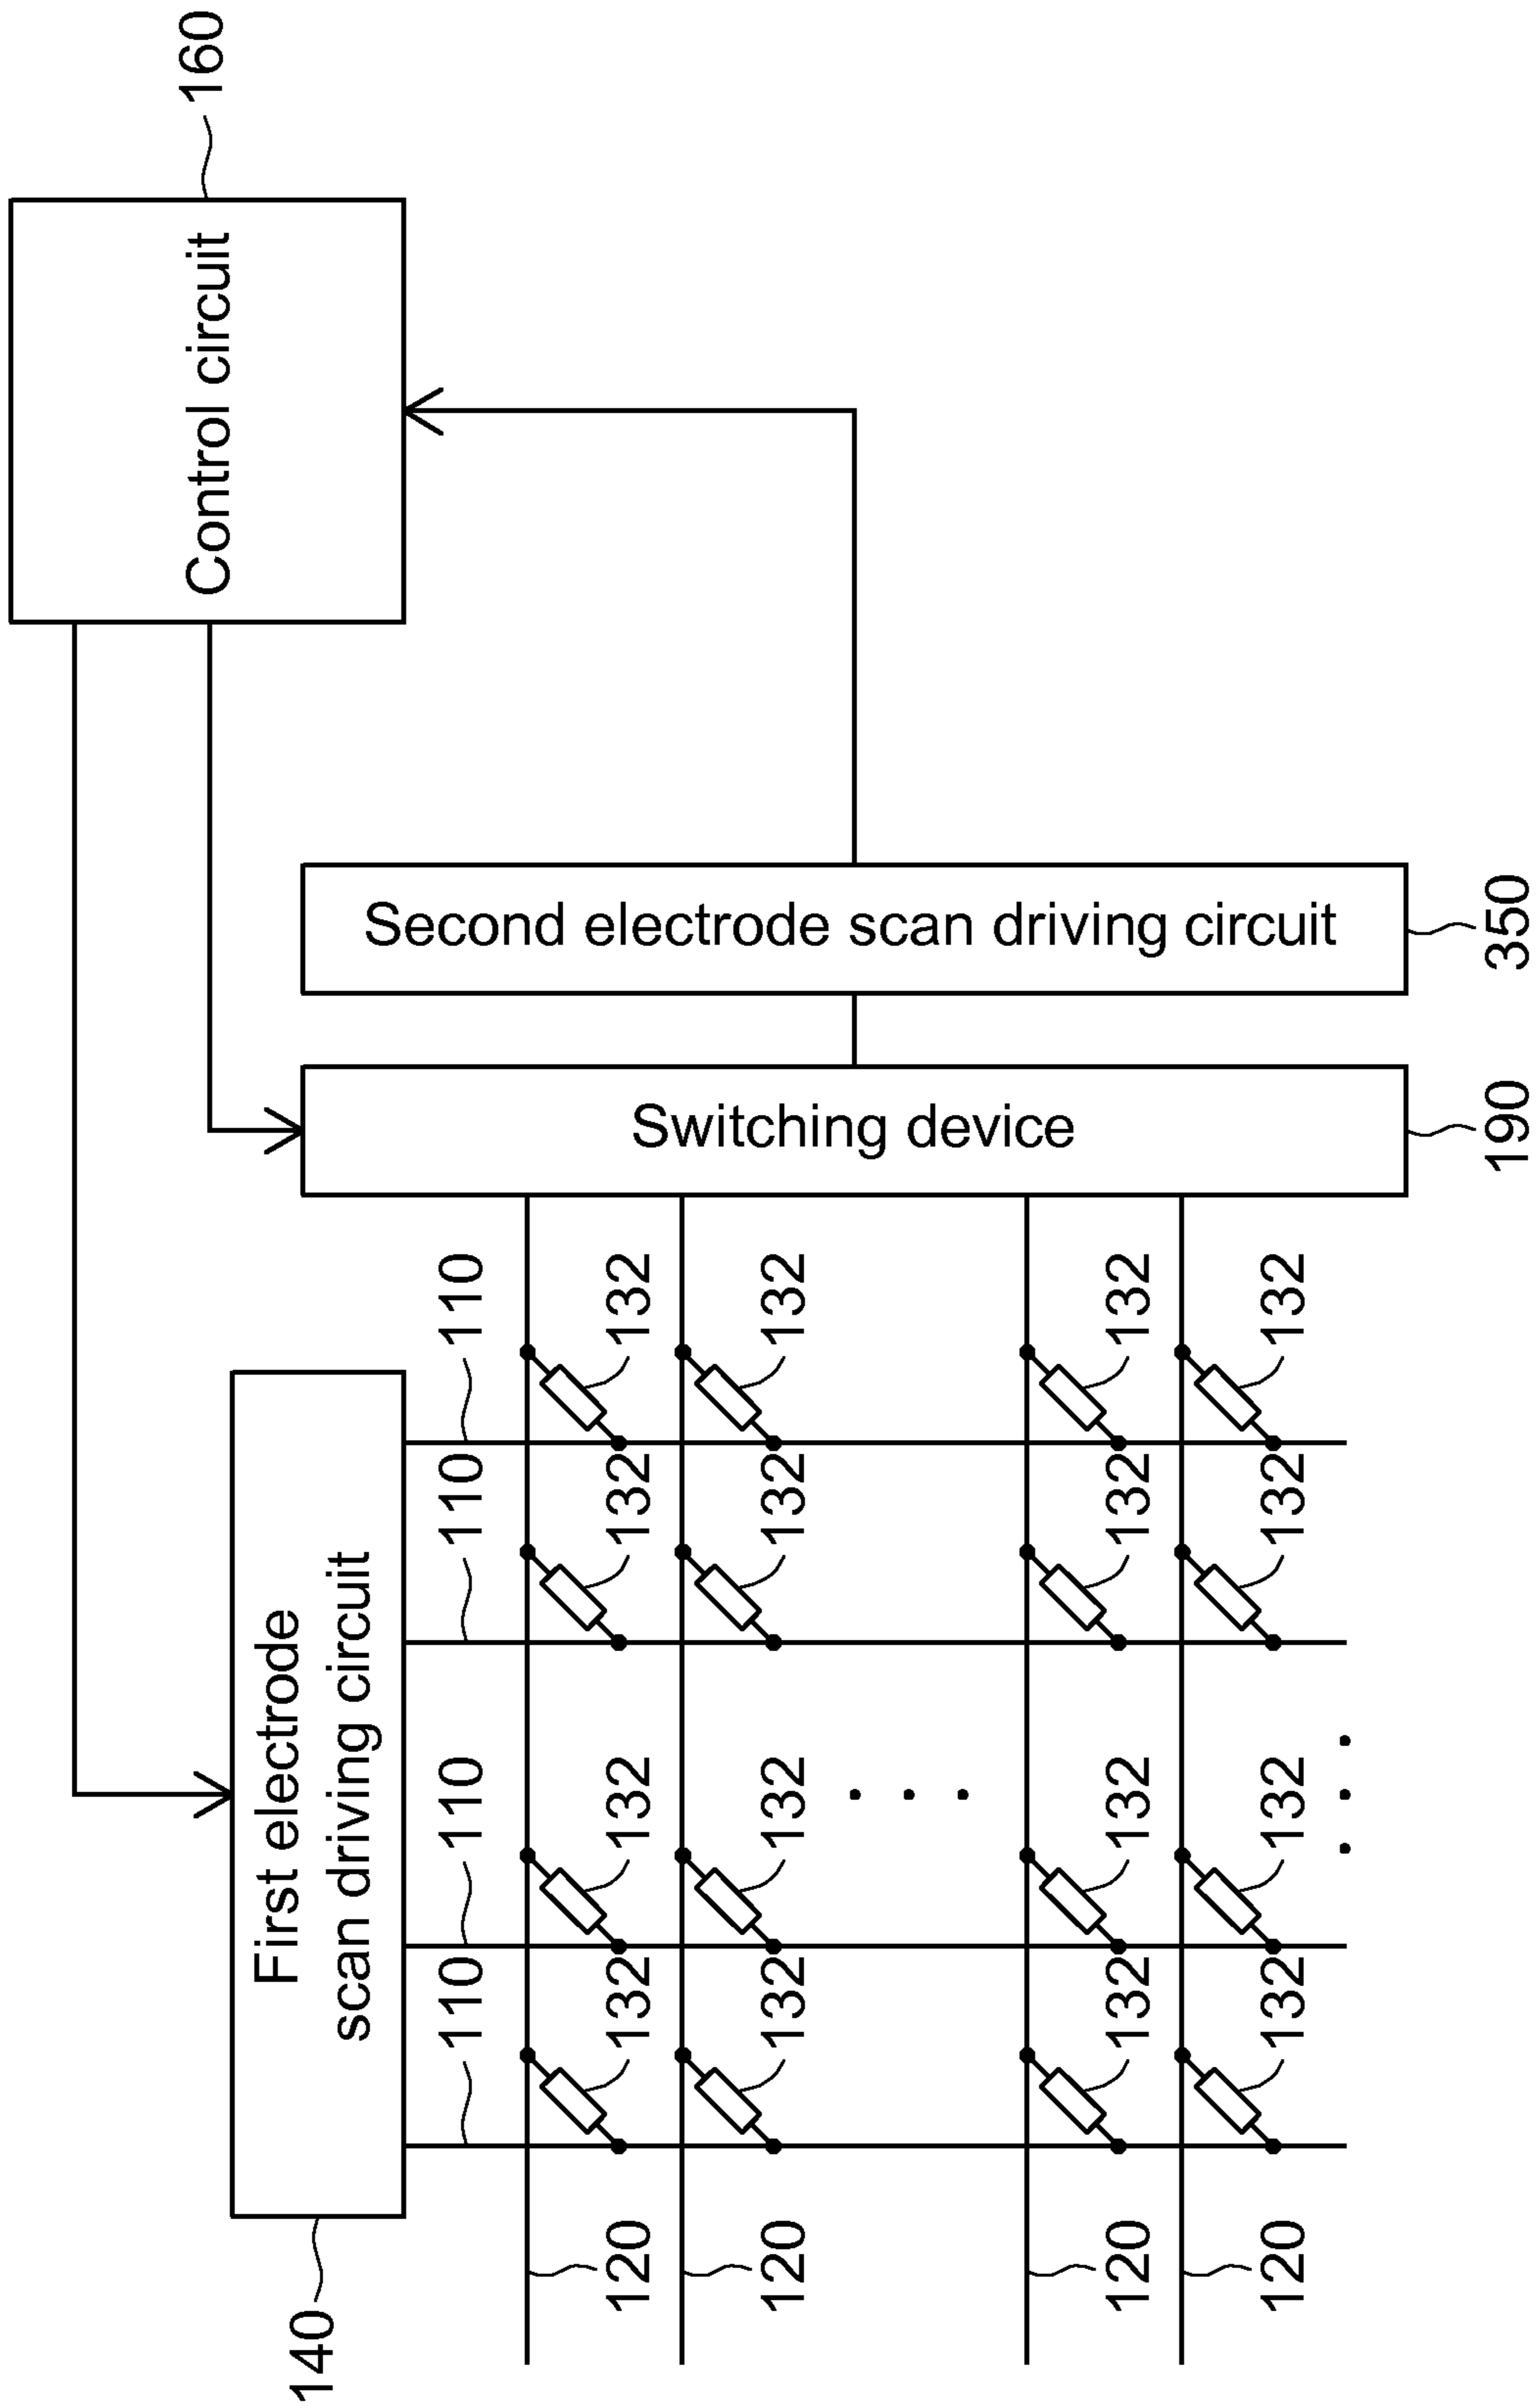 Control circuit
160
140
First electrode
scan driving circuit
110 110 110 110
120 132 132 132 132
120 132 132 132 132
Switching device
Second electrode scan driving circuit
120 132 132 132 132
120 132 132 132 132
190
350